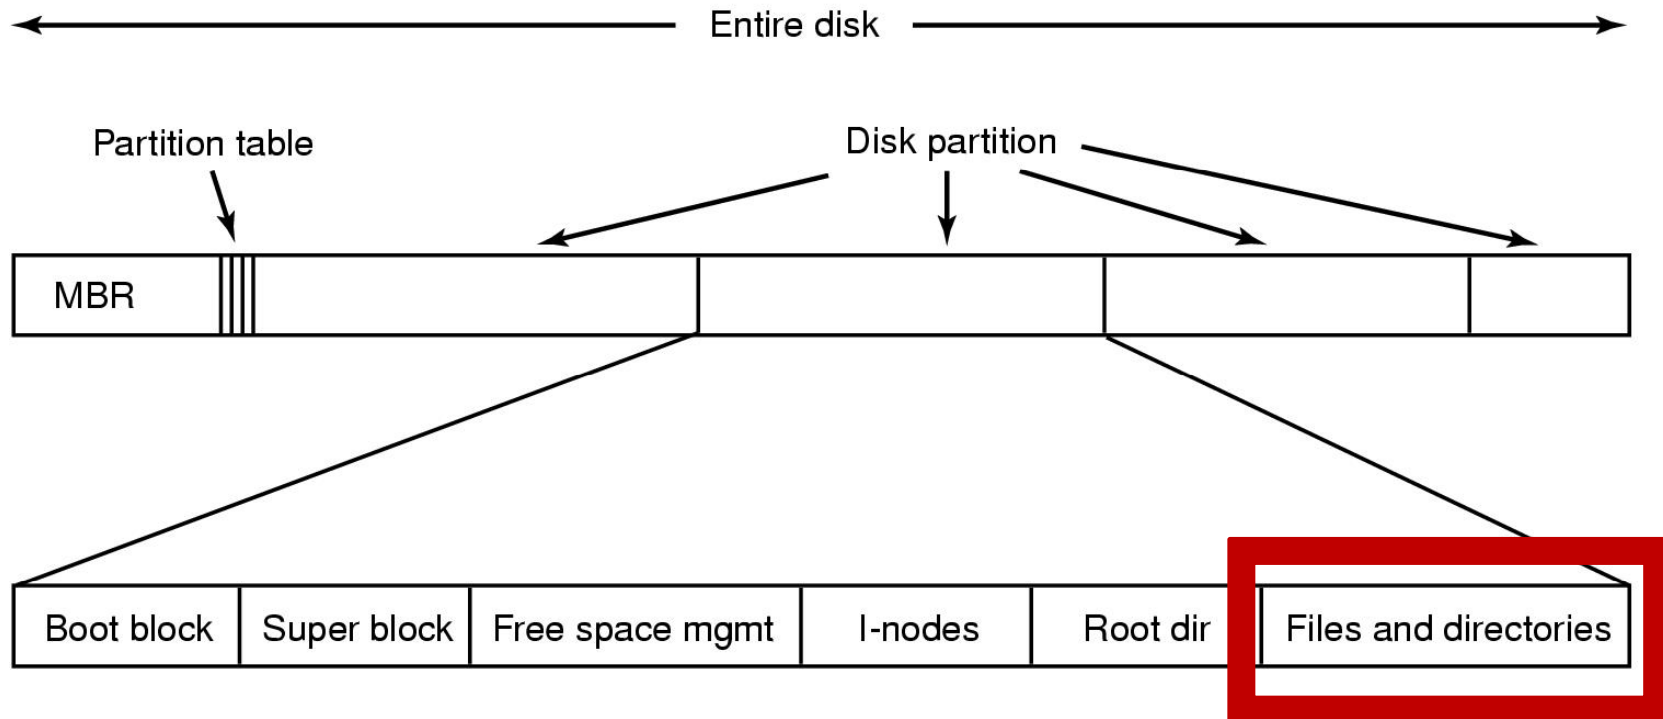 Entire disk
Partition table
Disk partition
MBR
Boot block
Super block
Free space mgmt
I-nodes
Root dir
Files and directories